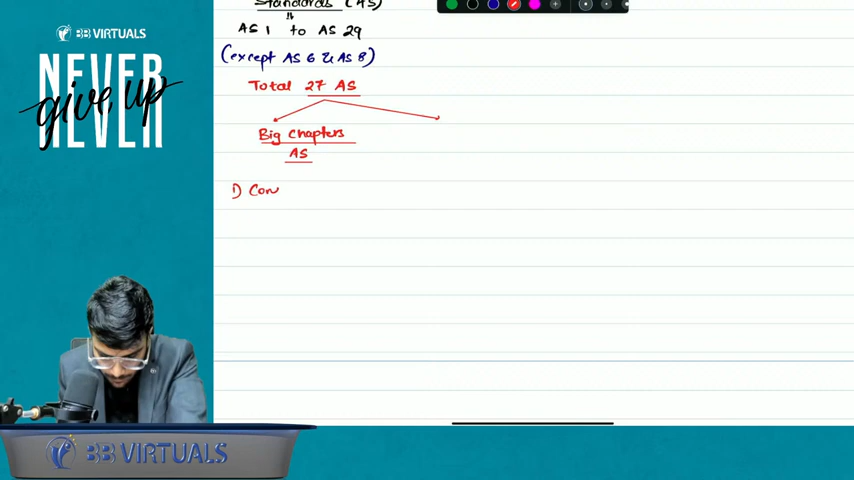 Standards (AS)
AS 1 to AS 29
(except AS 6 & AS 8)
Total 27 AS
Big Chapters
AS
1) Con
BB VIRTUALS
NEVER
give up
NEVER
BB VIRTUALS